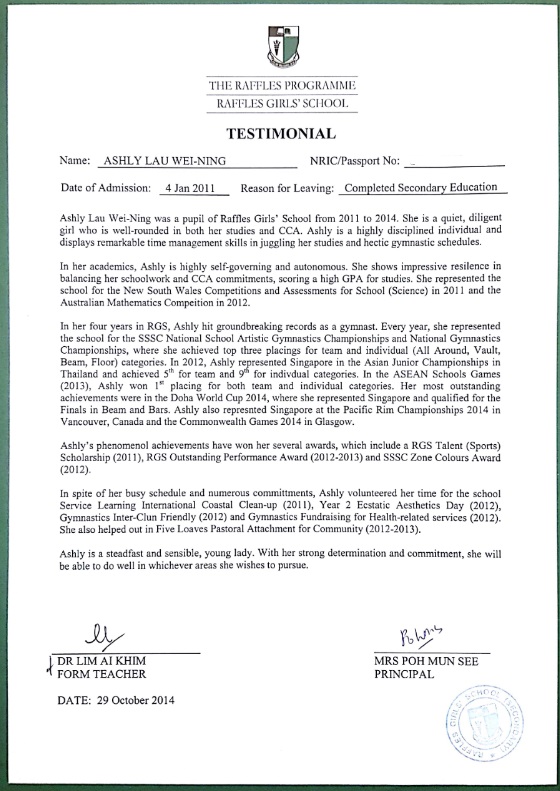 THE RAFFLES PROGRAMME
RAFFLES GIRLS' SCHOOL
TESTIMONIAL
Name: ASHLY LAU WEI-NING NRIC/Passport No:
Date of Admission: 4 Jan 2011 Reason for Leaving: Completed Secondary Education
Ashly Lau Wei-Ning was a pupil of Raffles Girls' School from 2011 to 2014. She is a quiet, diligent
girl who is well-rounded in both her studies and CCA. Ashly is a highly disciplined individual and
displays remarkable time management skills in juggling her studies and hectic gymnastic schedules.
In her academics, Ashly is highly self-governing and autonomous. She shows impressive resilence in
balancing her schoolwork and CCA commitments, scoring a high GPA for studies. She represented the
school for the New South Wales Competitions and Assessments for School (Science) in 2011 and the
Australian Mathematics Compeition in 2012.
In her four years in RGS, Ashly hit groundbreaking records as a gymnast. Every year, she represented
the school for the SSSC National School Artistic Gymnastics Championships and National Gymnastics
Championships, where she achieved top three placings for team and individual (All Around, Vault,
Beam, Floor) categories. In 2012, Ashly represented Singapore in the Asian Junior Championships in
Thailand and achieved 5th for team and 9th for indivdual categories. In the ASEAN Schools Games
(2013), Ashly won 1st placing for both team and individual categories. Her most outstanding
achievements were in the Doha World Cup 2014, where she represented Singapore and qualified for the
Finals in Beam and Bars. Ashly also represnted Singapore at the Pacific Rim Championships 2014 in
Vancouver, Canada and the Commonwealth Games 2014 in Glasgow.
Ashly's phenomol achievements have won her several awards, which include a RGS Talent (Sports)
Scholarship (2011), RGS Outstanding Performance Award (2012-2013) and SSSC Zone Colours Award
(2012).
In spite of her busy schedule and numerous committments, Ashly volunteered her time for the school
Service Learning International Coastal Clean-up (2011), Year 2 Ecstatic Aesthetics Day (2012),
Gymnastics Inter-Clun Friendly (2012) and Gymnastics Fundraising for Health-related services (2012).
She also helped out in Five Loaves Pastoral Attachment for Community (2012-2013).
Ashly is a steadfast and sensible, young lady. With her strong determination and commitment, she will
be able to do well in whichever areas she wishes to pursue.
DR LIM AI KHIM MRS POH MUN SEE
FORM TEACHER PRINCIPAL
DATE: 29 October 2014
RAFFLES GIRLS' SCHOOL (SECONDARY)